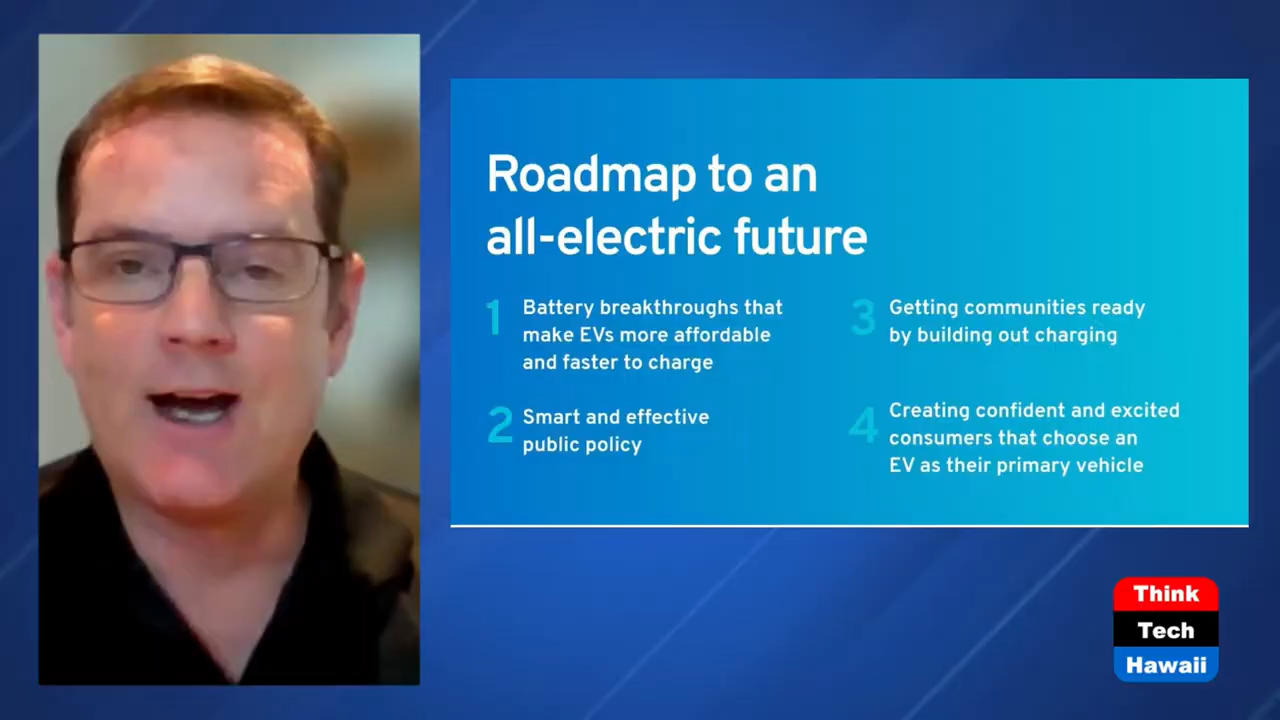 Roadmap to an
all-electric future
1
Battery breakthroughs that
make EVs more affordable
and faster to charge
2
Smart and effective
public policy
3
Getting communities ready
by building out charging
4
Creating confident and excited
consumers that choose an
EV as their primary vehicle
Think
Tech
Hawaii